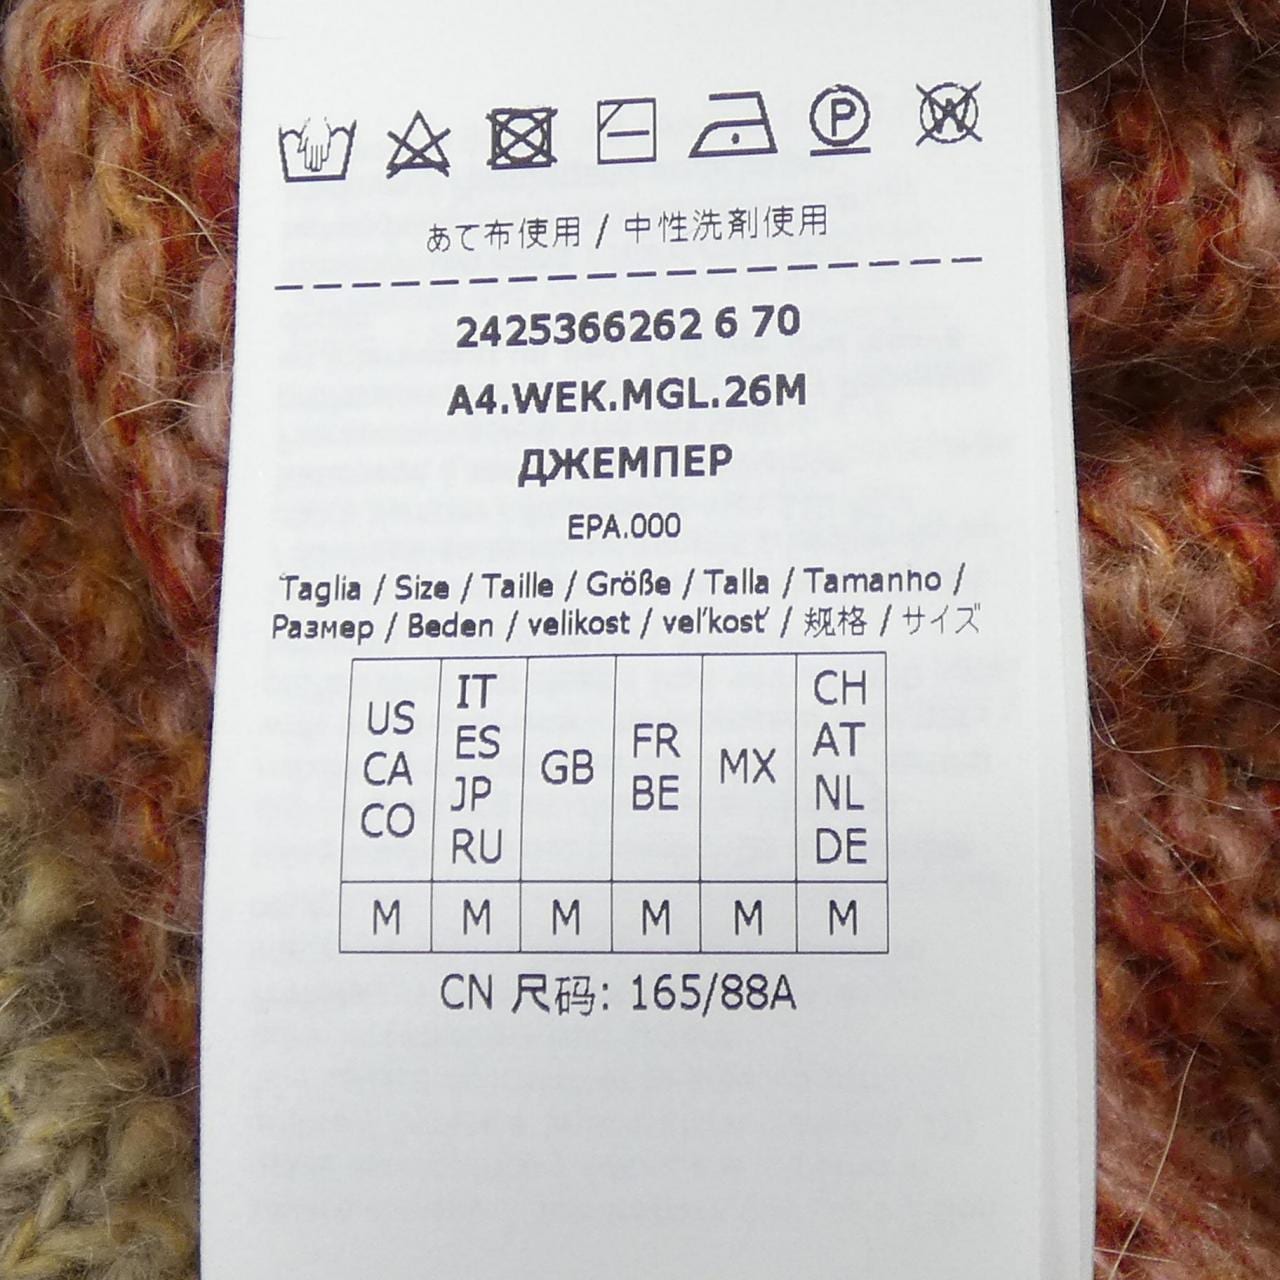 P W
あて布使用 / 中性洗剤使用
2425366262 6 70
A4.WEK.MGL.26M
ДЖЕМПЕР
EPA.000
Taglia / Size / Taille / Größe / Talla / Tamanho /
Размер / Beden / velikost / veľkosť / 规格 / サイズ
US CA CO IT ES JP RU GB FR BE MX CH AT NL DE
M M M M M M
CN 尺码: 165/88A